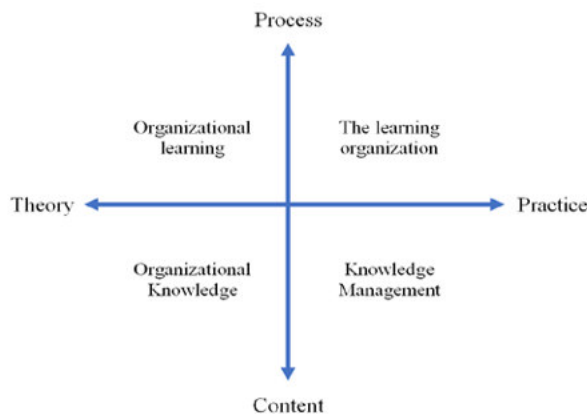 Process
Organizational
learning
The learning
organization
Theory
Practice
Organizational
Knowledge
Knowledge
Management
Content